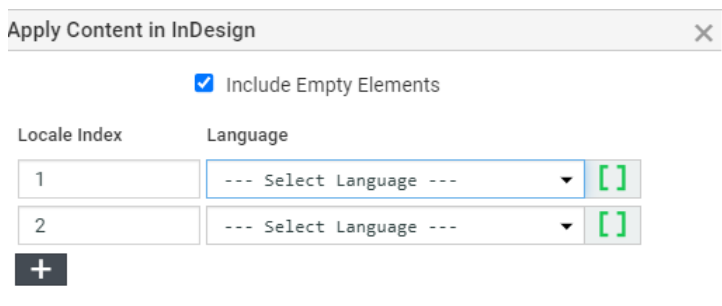 Apply Content in InDesign
Include Empty Elements
Locale Index Language
1 --- Select Language --- []
2 --- Select Language --- []
+